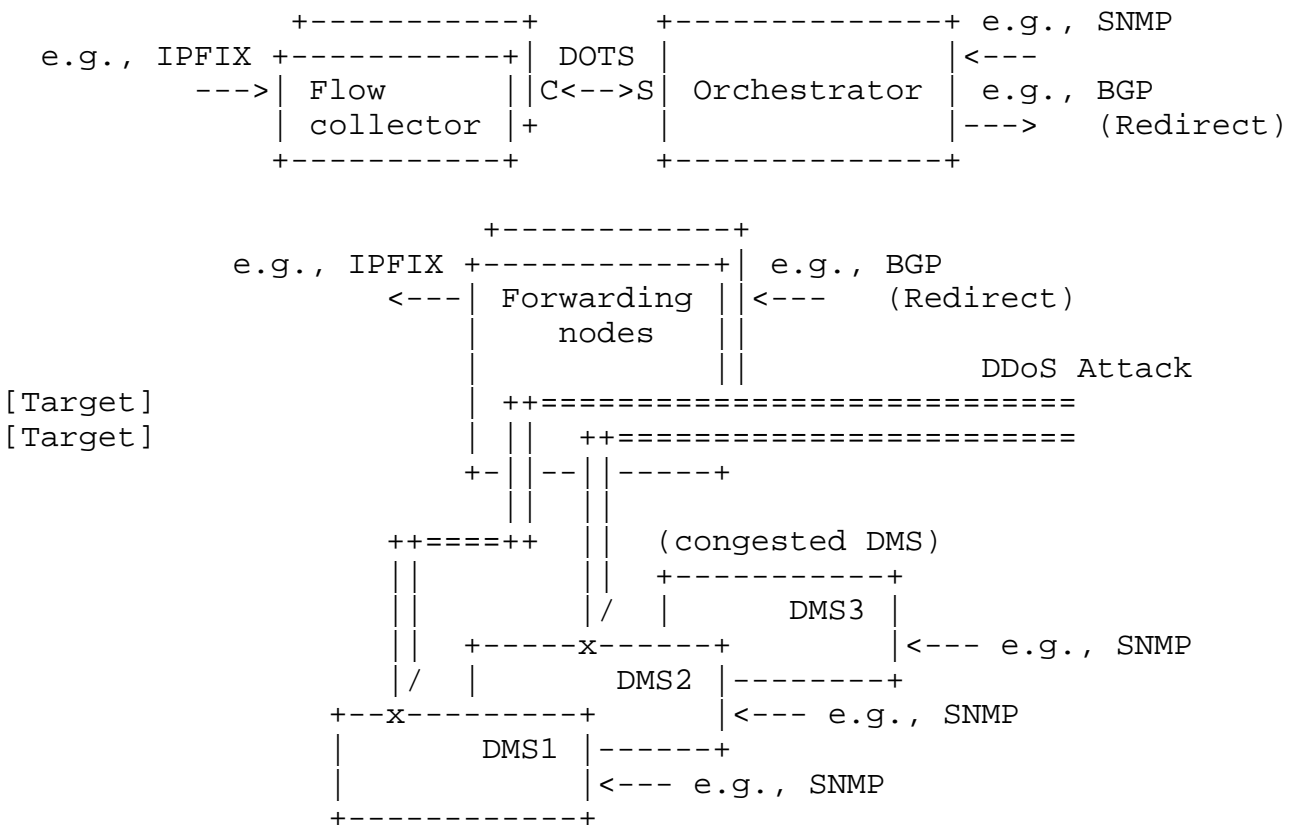 e.g., SNMP
e.g., IPFIX DOTS
---> Flow C<-->S Orchestrator e.g., BGP
collector ---> (Redirect)
e.g., IPFIX e.g., BGP
<--- Forwarding <--- (Redirect)
nodes
DDoS Attack
[Target]
[Target]
(congested DMS)
DMS3
x <--- e.g., SNMP
DMS2
x <--- e.g., SNMP
DMS1
<--- e.g., SNMP